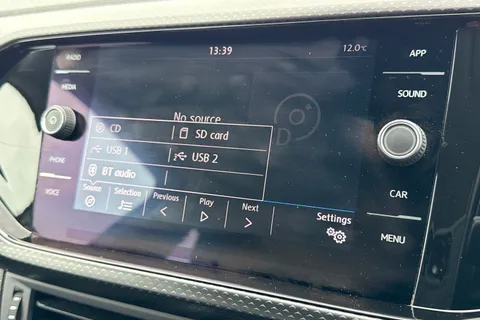 13:39 12.0°C
RADIO
MEDIA
PHONE
VOICE
APP
SOUND
CAR
MENU
No source
CD SD card
USB 1 USB 2
BT audio
Source Selection Previous Play Next Settings